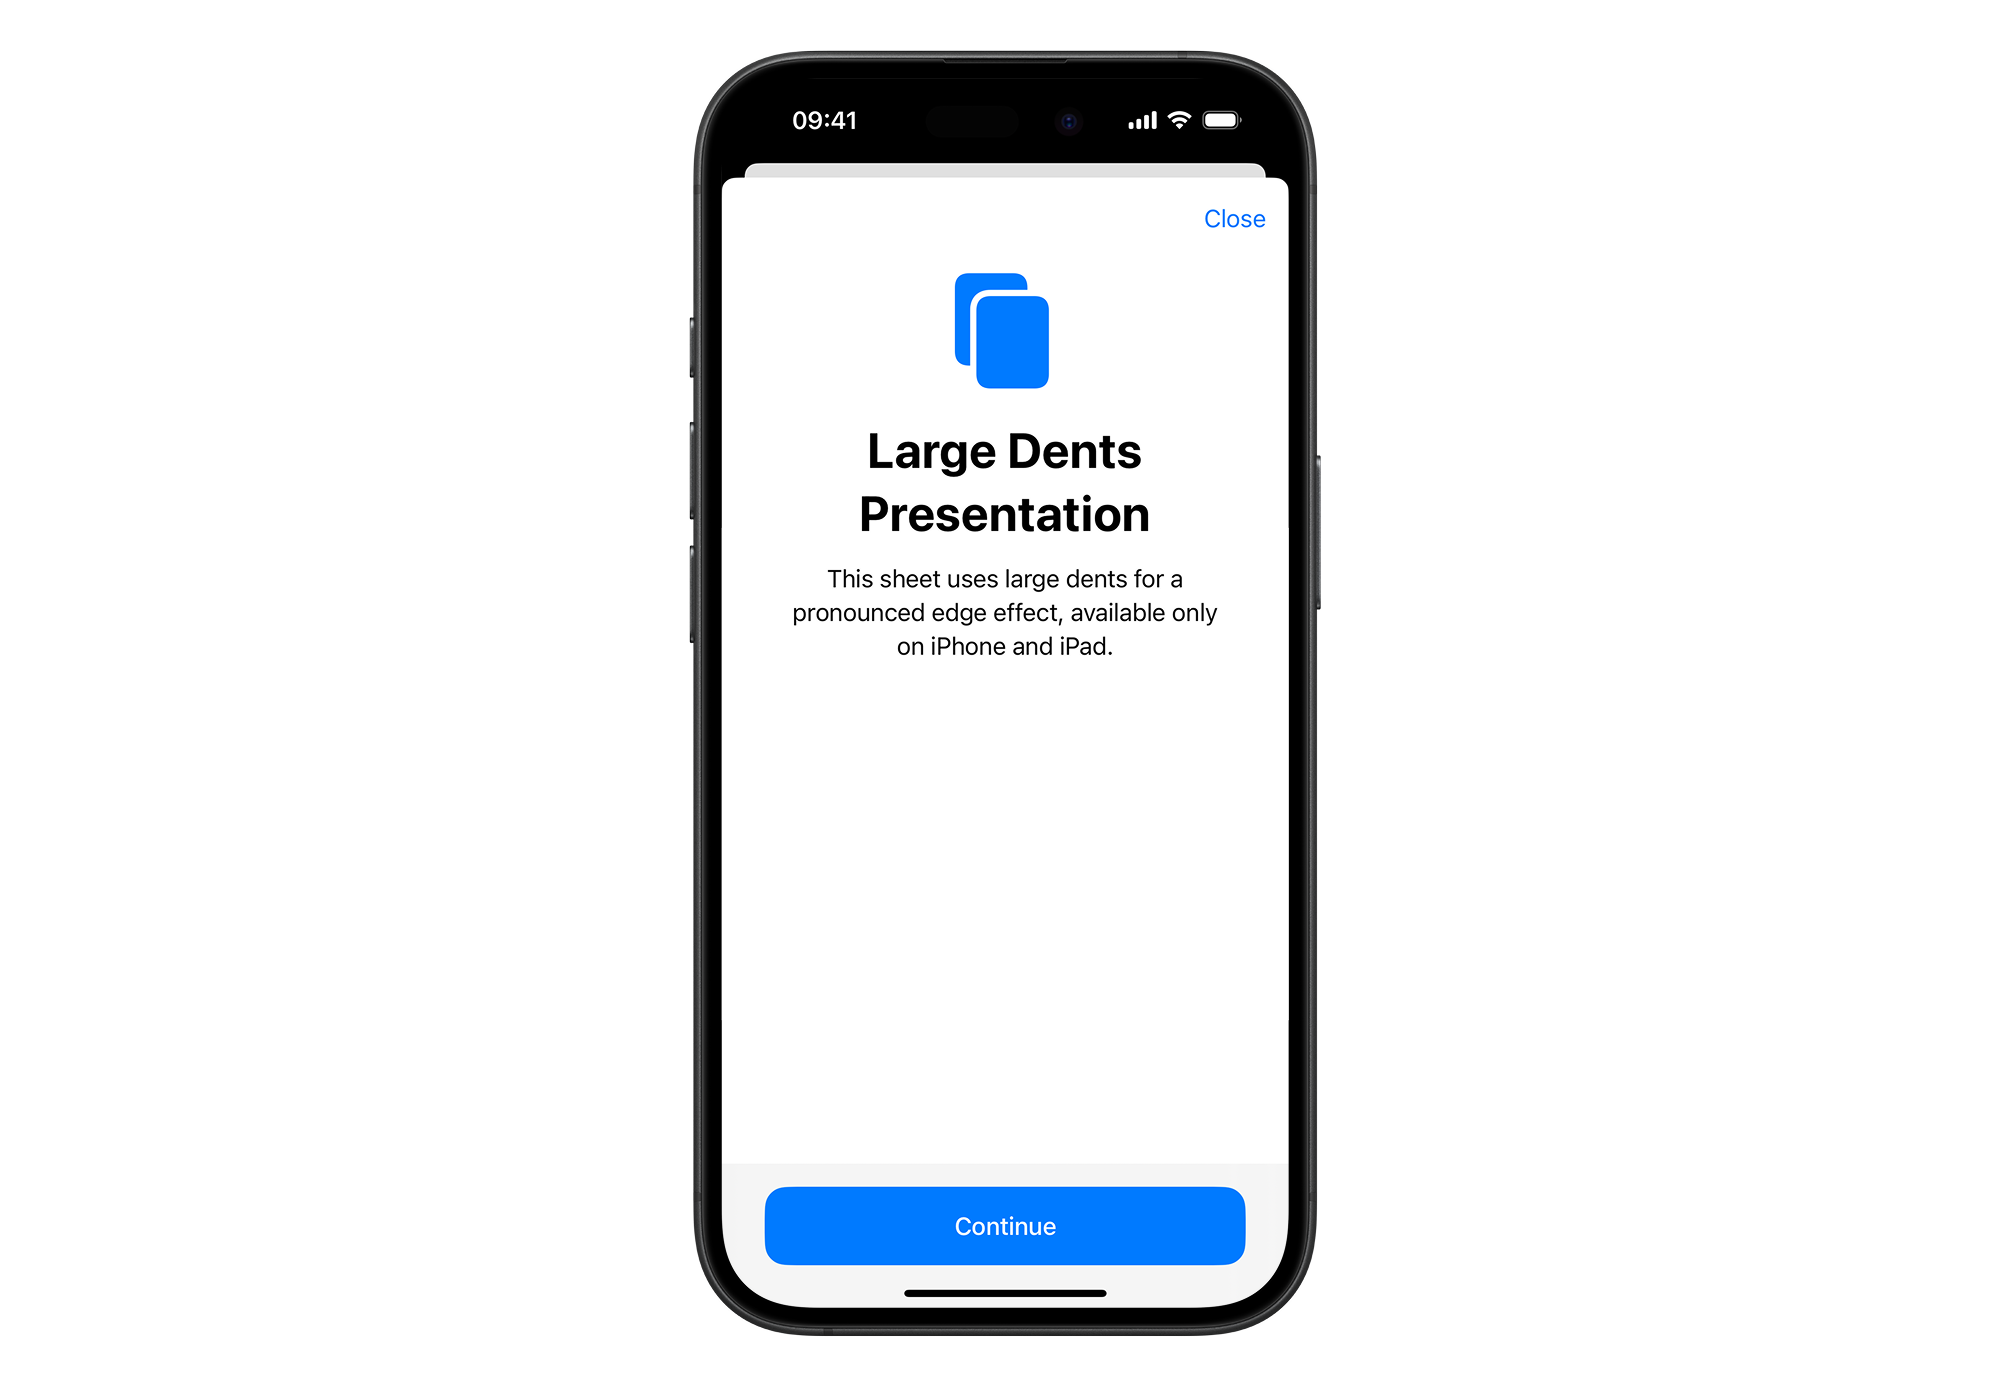 09:41
Close
Large Dents
Presentation
This sheet uses large dents for a
pronounced edge effect, available only
on iPhone and iPad.
Continue